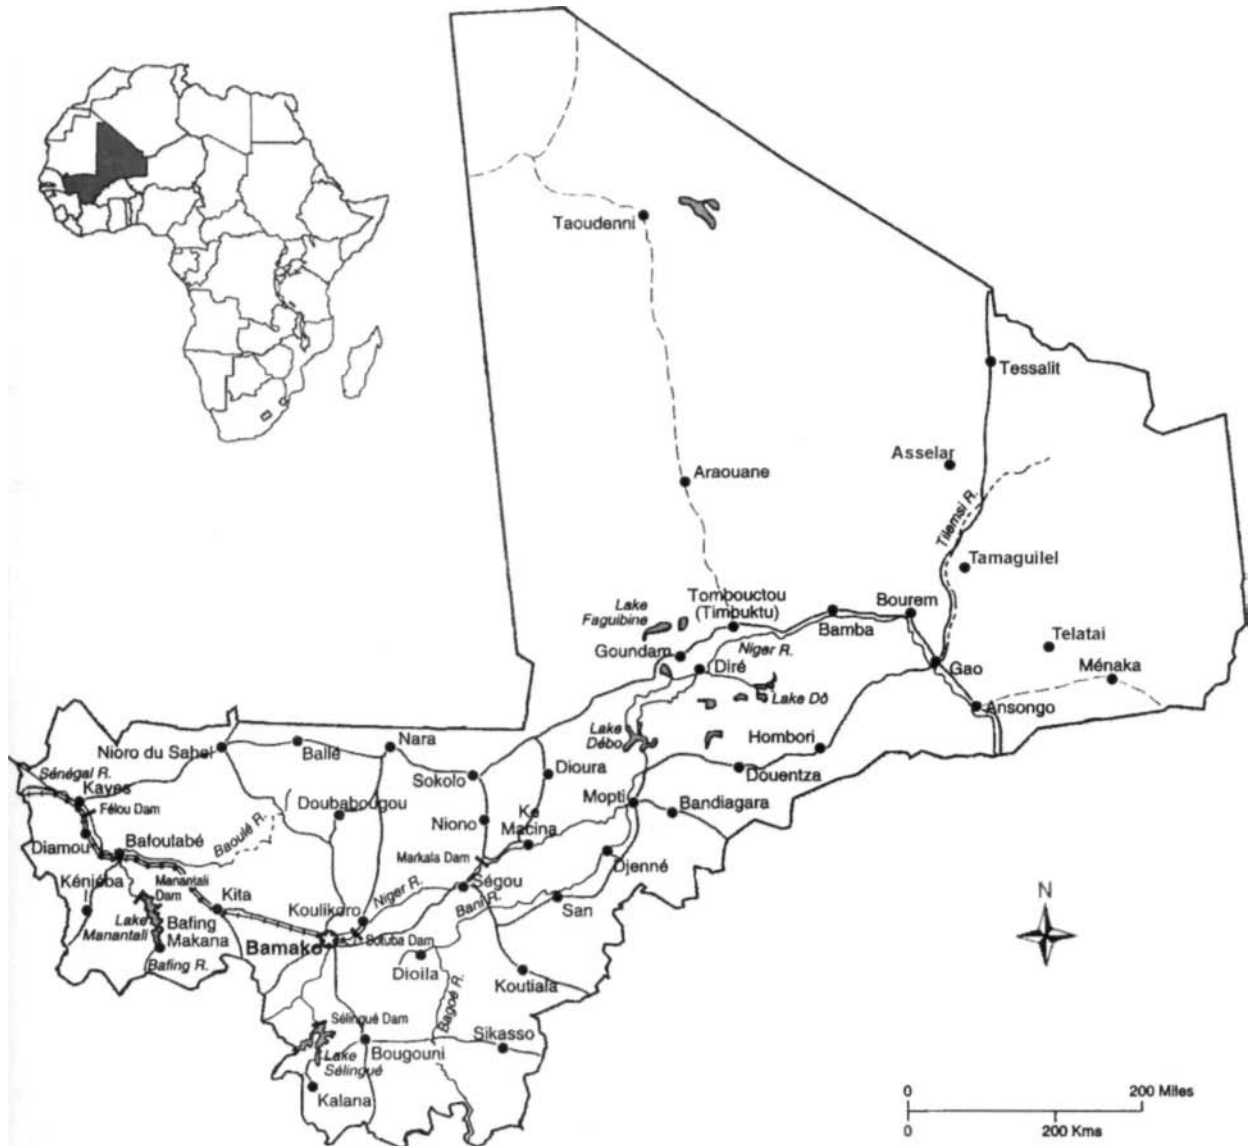 Taoudenni
Tessalit
Asselar
Araouane
Tilemsi R.
Tamaguilel
Tombouctou
(Timbuktu)
Lake
Faguibine
Bourem
Bamba
Niger R.
Goundam
Diré
Telatai
Gao
Ménaka
Lake Dô
Ansongo
Lake
Débo
Hombori
Nioro du Sahel
Ballé
Nara
Sokolo
Dioura
Douentza
Sénégal R.
Kayes
Félou Dam
Doubabougou
Niono
Ke
Macina
Mopti
Bandiagara
Diamou
Bafoulabé
Baoulé R.
Markala Dam
Djenné
Kéniéba
Manantali
Dam
Kita
Koulikoro
Niger R.
Ségou
Bani R.
San
Lake
Manantali
Bafing
Makana
Bafing R.
Bamako
Sotuba Dam
Dioila
Koutiala
Bagoé R.
Sélingué Dam
Sikasso
Bougouni
Lake
Sélingué
Kalana
N
0
200 Miles
0
200 Kms